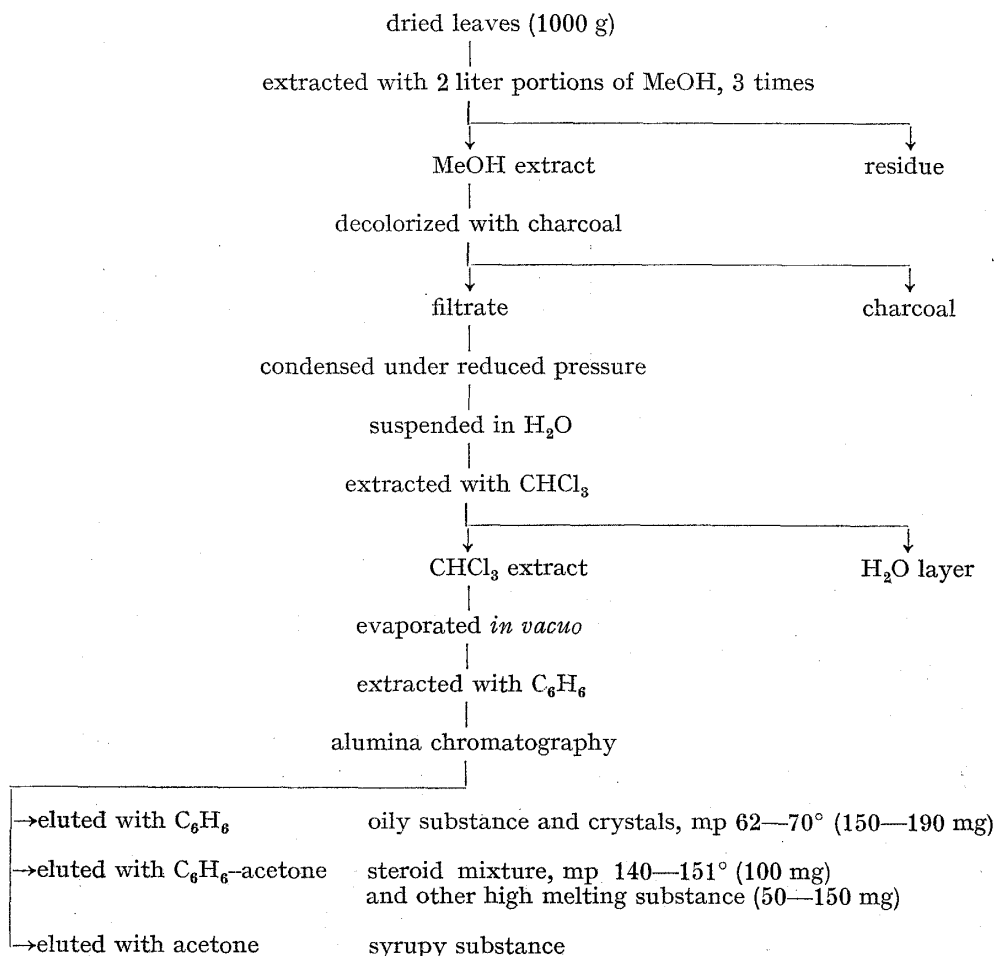 dried leaves (1000 g)
extracted with 2 liter portions of MeOH, 3 times
MeOH extract residue
decolorized with charcoal
filtrate charcoal
condensed under reduced pressure
suspended in H₂O
extracted with CHCl₃
CHCl₃ extract H₂O layer
evaporated in vacuo
extracted with C₆H₆
alumina chromatography
→eluted with C₆H₆ oily substance and crystals, mp 62—70° (150—190 mg)
→eluted with C₆H₆–acetone steroid mixture, mp 140—151° (100 mg)
and other high melting substance (50—150 mg)
→eluted with acetone syrupy substance